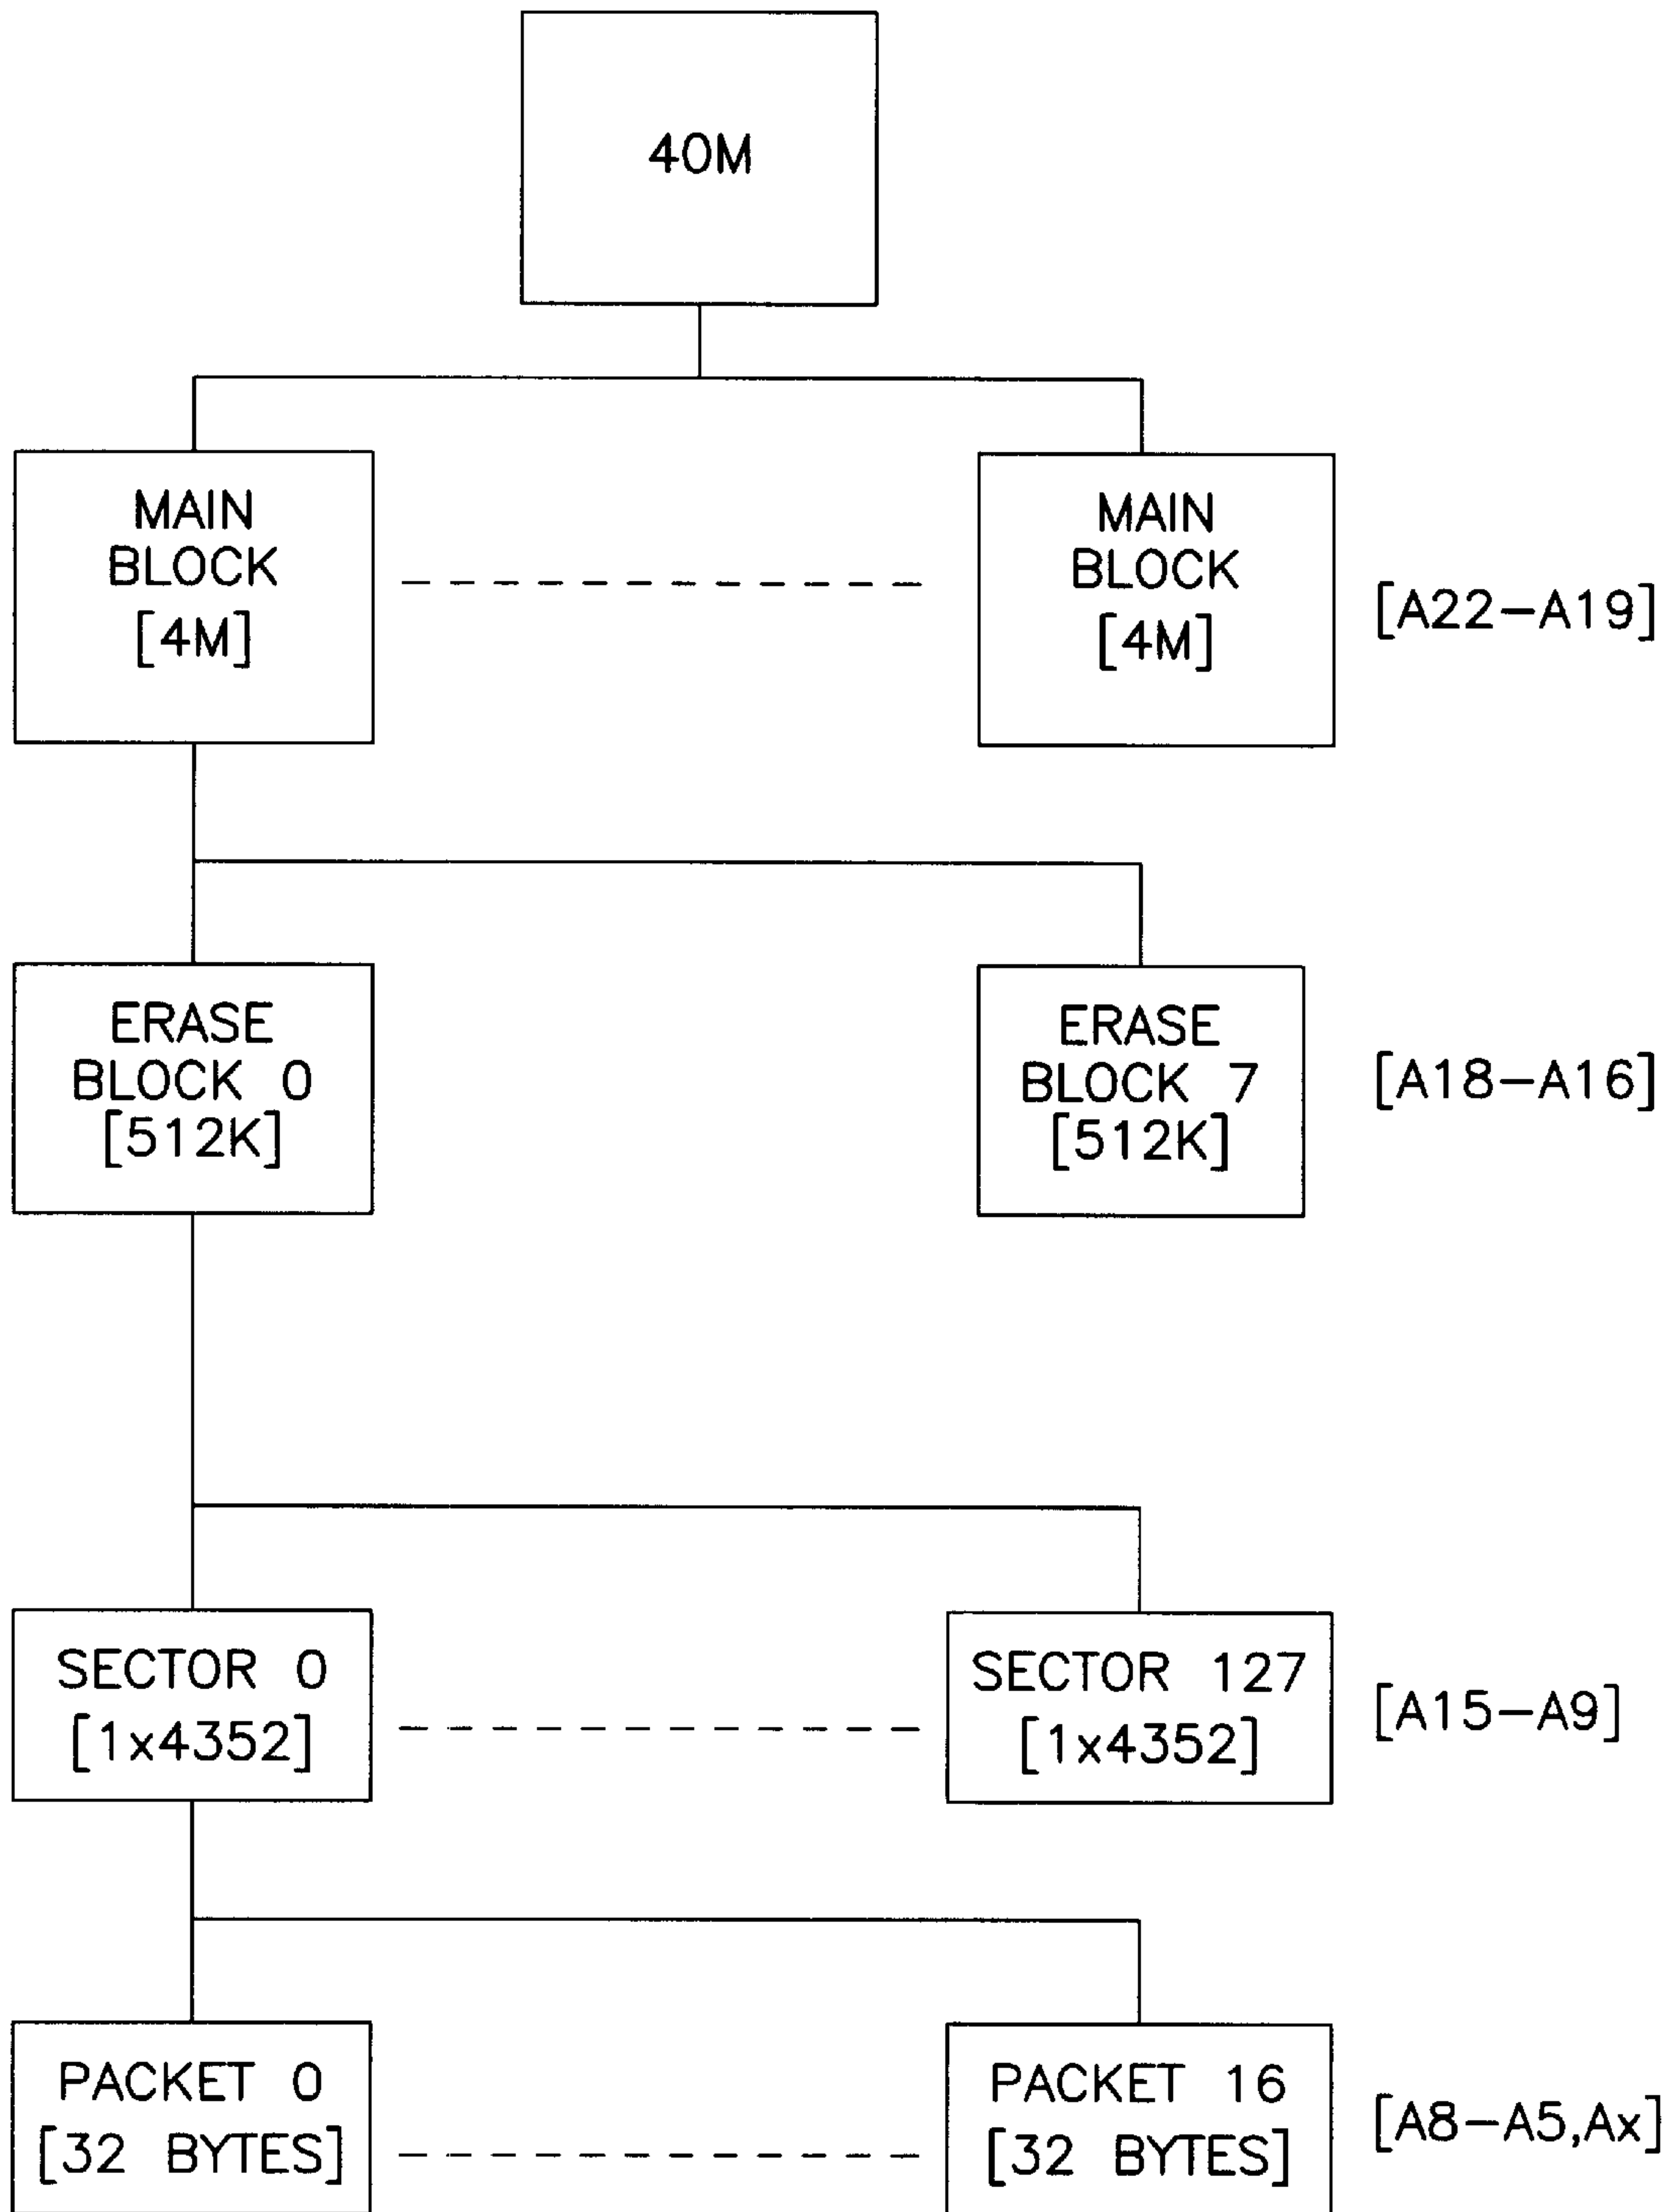 40M
MAIN
BLOCK
[4M]
MAIN
BLOCK
[4M]
[A22-A19]
ERASE
BLOCK 0
[512K]
ERASE
BLOCK 7
[512K]
[A18-A16]
SECTOR 0
[1x4352]
SECTOR 127
[1x4352]
[A15-A9]
PACKET 0
[32 BYTES]
PACKET 16
[32 BYTES]
[A8-A5,Ax]